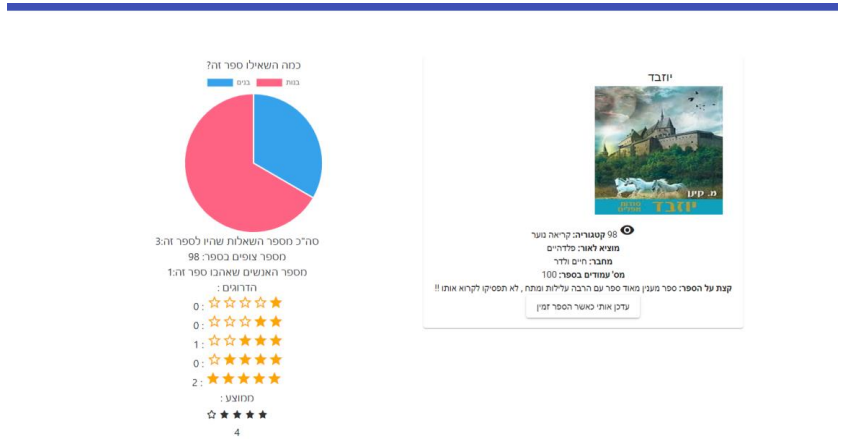 יוזבד
מ. קינן
יוזבד
98 קטגוריה: קריאה נוער
מוציא לאור: פלדהיים
מחבר: חיים ולדר
מס' עמודים בספר: 100
קצת על הספר: ספר מענין מאוד ספר עם הרבה עלילות ומתח , לא תפסיקו לקרוא אותו !!
עדכן אותי כאשר הספר זמין
כמה השאילו ספר זה?
בנות
בנים
סה"כ מספר השאלות שהיו לספר זה:3
מספר צופים בספר: 98
מספר האנשים שאהבו ספר זה:1
הדרוגים :
: 0
: 0
: 1
: 0
: 2
ממוצע :
4